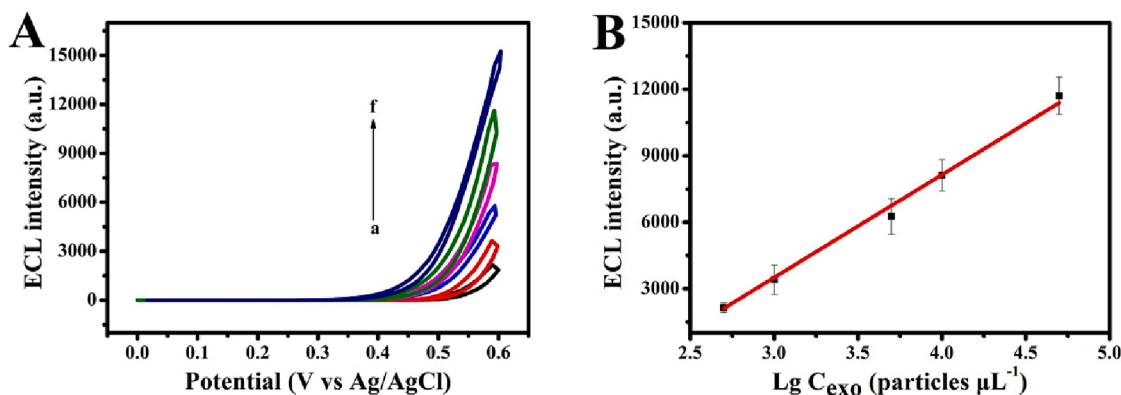 A
ECL intensity (a.u.)
15000
12000
9000
6000
3000
0
f
a
0.0 0.1 0.2 0.3 0.4 0.5 0.6
Potential (V vs Ag/AgCl)
B
ECL intensity (a.u.)
15000
12000
9000
6000
3000
2.5 3.0 3.5 4.0 4.5 5.0
Lg Cexo (particles μL⁻¹)